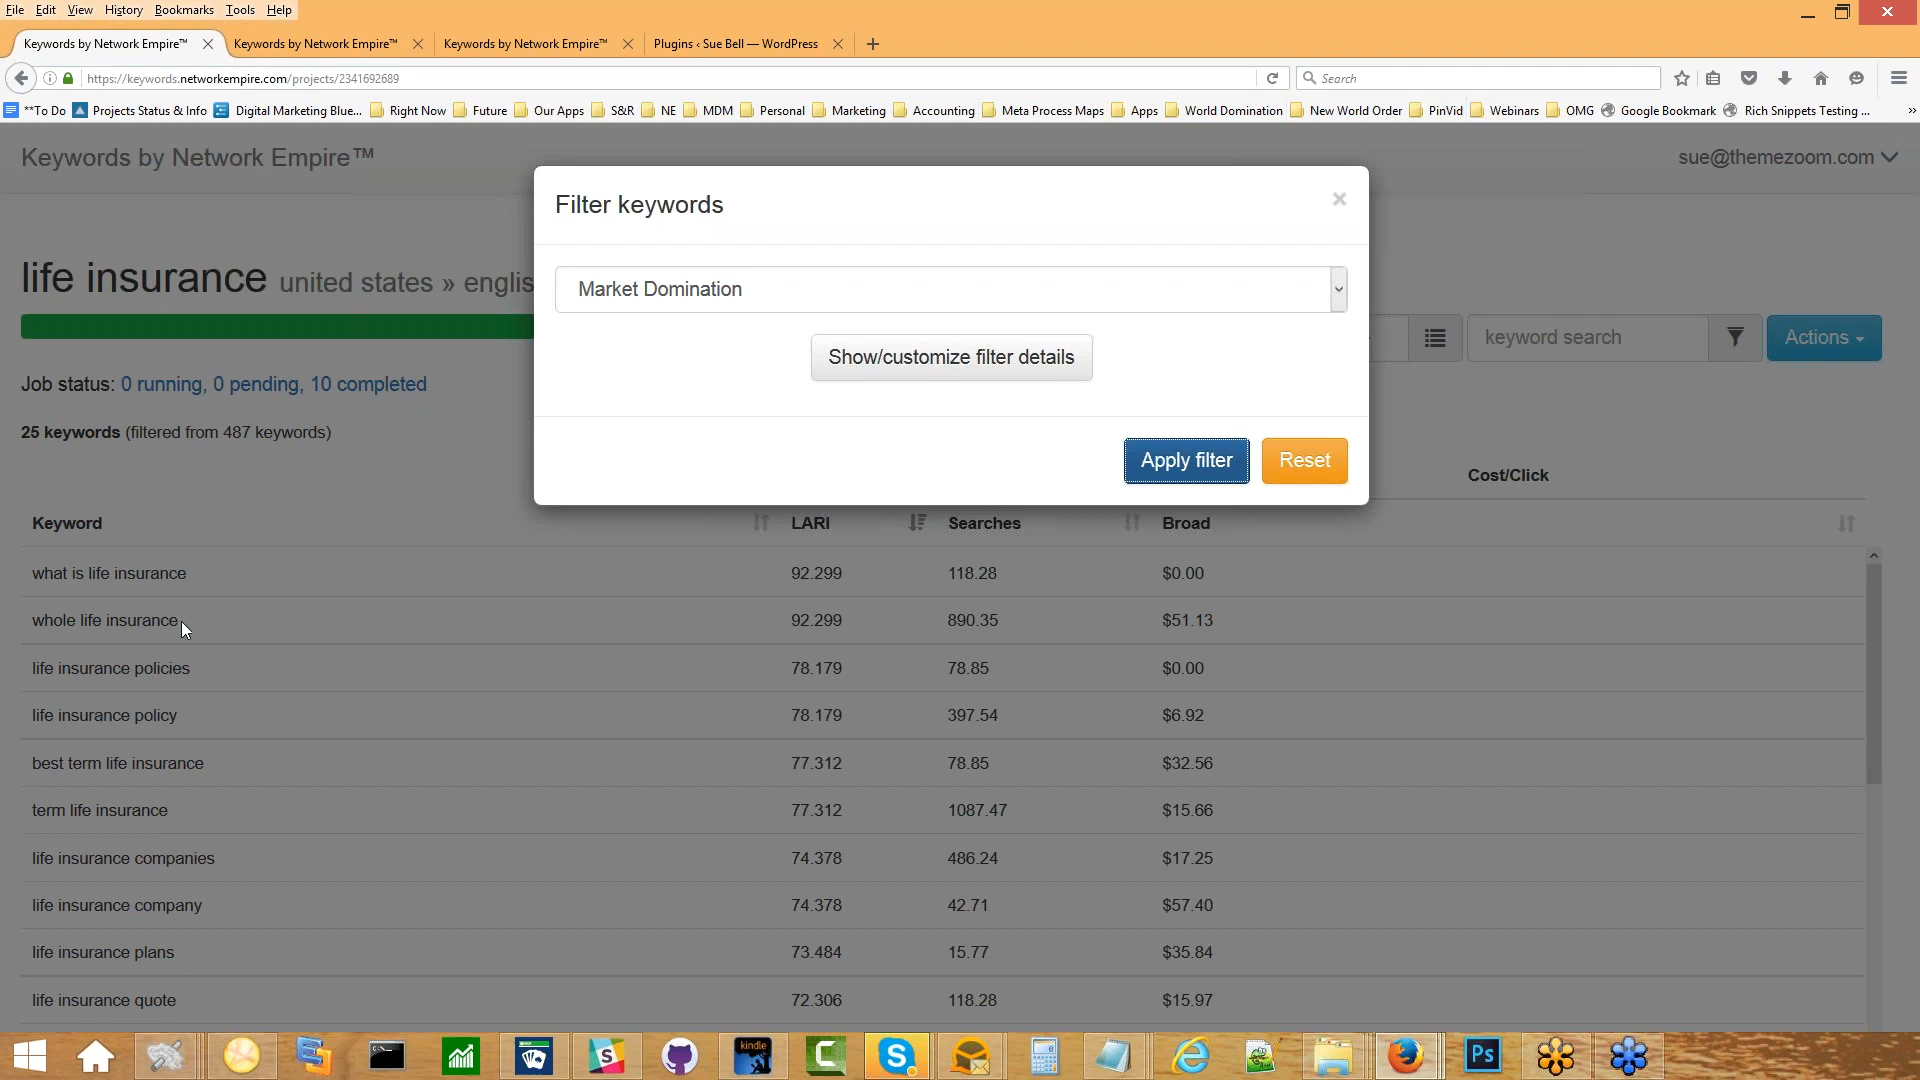 File Edit View History Bookmarks Tools Help
Keywords by Network Empire™ Keywords by Network Empire™ Keywords by Network Empire™ Plugins ‹ Sue Bell — WordPress
https://keywords.networkempire.com/projects/2341692689 Search
**To Do Projects Status & Info Digital Marketing Blue... Right Now Future Our Apps S&R NE MDM Personal Marketing Accounting Meta Process Maps Apps World Domination New World Order PinVid Webinars OMG Google Bookmark Rich Snippets Testing ... »
Keywords by Network Empire™ sue@themezoom.com
Filter keywords ×
life insurance united states » englis
Market Domination
keyword search Actions
Show/customize filter details
Job status: 0 running, 0 pending, 10 completed
25 keywords (filtered from 487 keywords)
Apply filter Reset
Cost/Click
Keyword LARI Searches Broad
what is life insurance 92.299 118.28 $0.00
whole life insurance 92.299 890.35 $51.13
life insurance policies 78.179 78.85 $0.00
life insurance policy 78.179 397.54 $6.92
best term life insurance 77.312 78.85 $32.56
term life insurance 77.312 1087.47 $15.66
life insurance companies 74.378 486.24 $17.25
life insurance company 74.378 42.71 $57.40
life insurance plans 73.484 15.77 $35.84
life insurance quote 72.306 118.28 $15.97
kindle
Ps